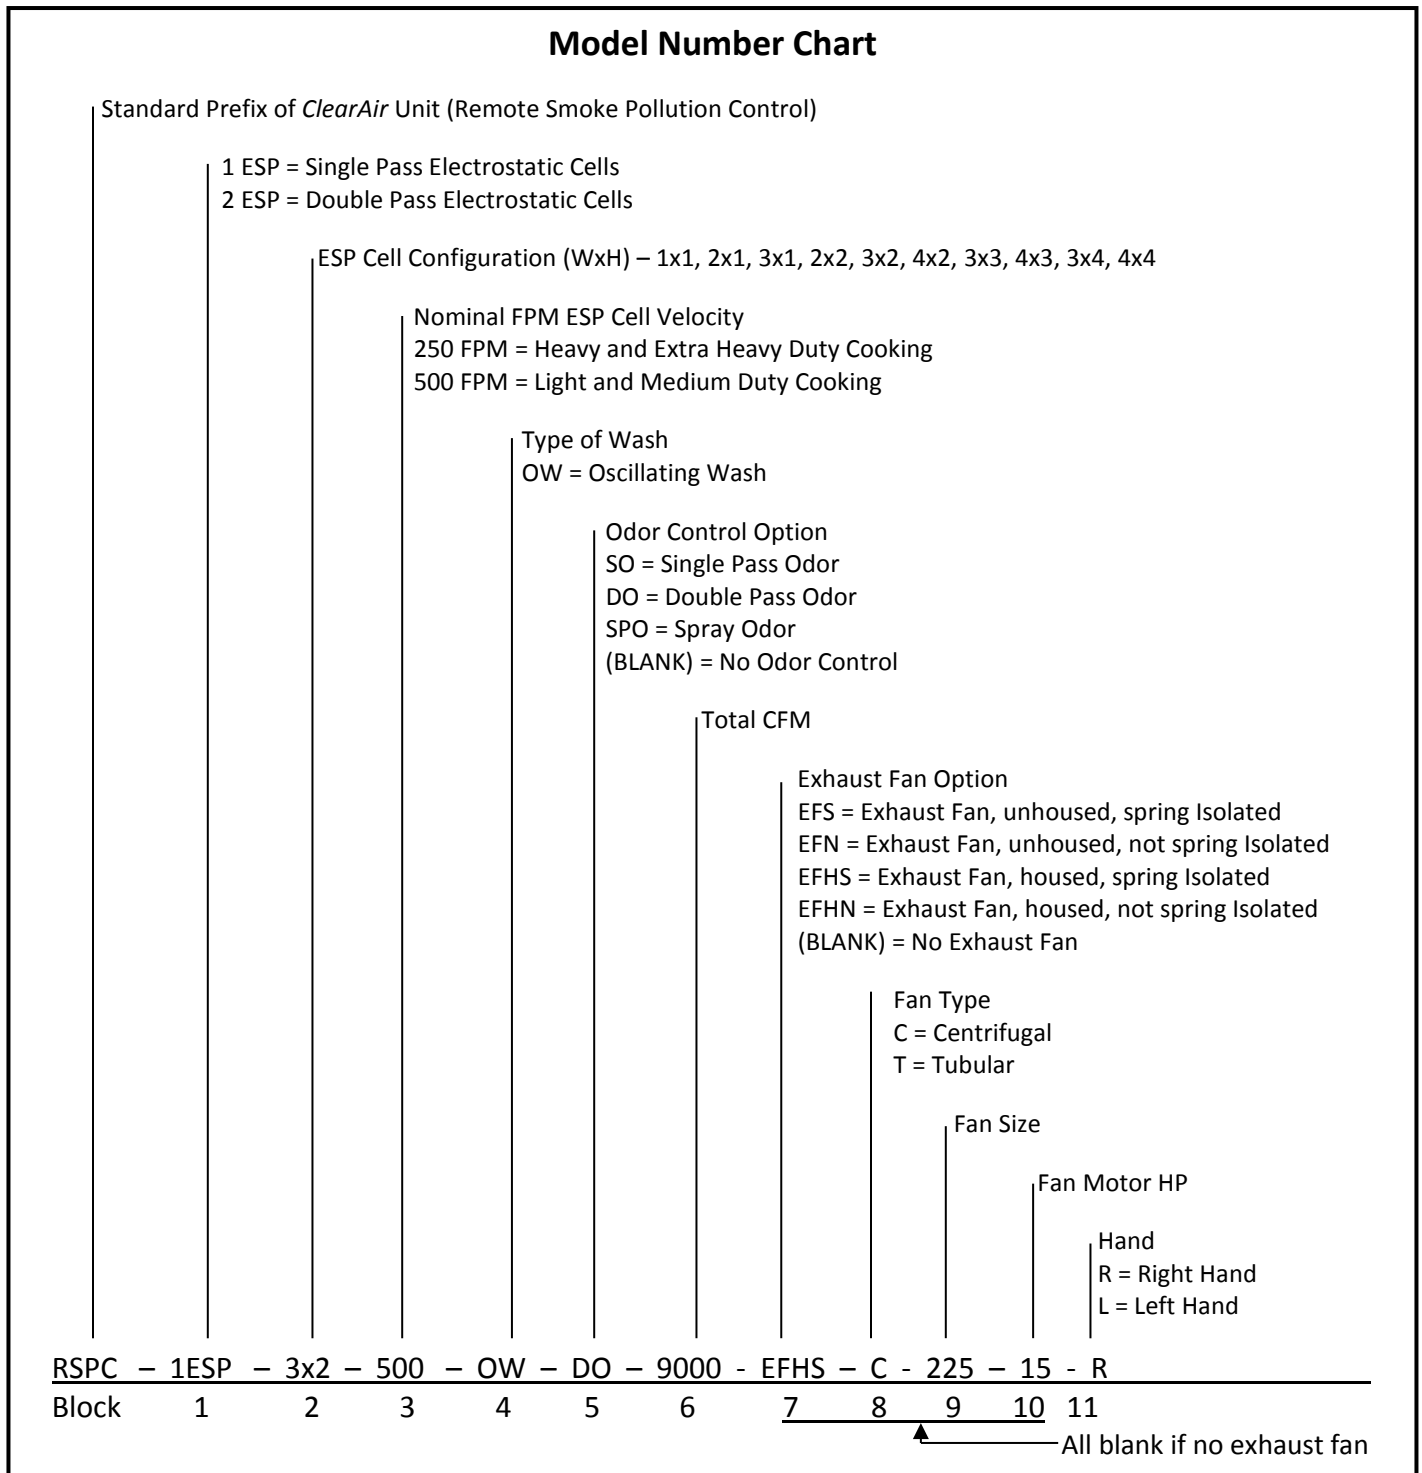 Model Number Chart
Standard Prefix of ClearAir Unit (Remote Smoke Pollution Control)
1 ESP = Single Pass Electrostatic Cells
2 ESP = Double Pass Electrostatic Cells
ESP Cell Configuration (WxH) – 1x1, 2x1, 3x1, 2x2, 3x2, 4x2, 3x3, 4x3, 3x4, 4x4
Nominal FPM ESP Cell Velocity
250 FPM = Heavy and Extra Heavy Duty Cooking
500 FPM = Light and Medium Duty Cooking
Type of Wash
OW = Oscillating Wash
Odor Control Option
SO = Single Pass Odor
DO = Double Pass Odor
SPO = Spray Odor
(BLANK) = No Odor Control
Total CFM
Exhaust Fan Option
EFS = Exhaust Fan, unhoused, spring Isolated
EFN = Exhaust Fan, unhoused, not spring Isolated
EFHS = Exhaust Fan, housed, spring Isolated
EFHN = Exhaust Fan, housed, not spring Isolated
(BLANK) = No Exhaust Fan
Fan Type
C = Centrifugal
T = Tubular
Fan Size
Fan Motor HP
Hand
R = Right Hand
L = Left Hand
RSPC – 1ESP – 3x2 – 500 – OW – DO – 9000 - EFHS – C - 225 – 15 - R
Block 1 2 3 4 5 6 7 8 9 10 11
All blank if no exhaust fan